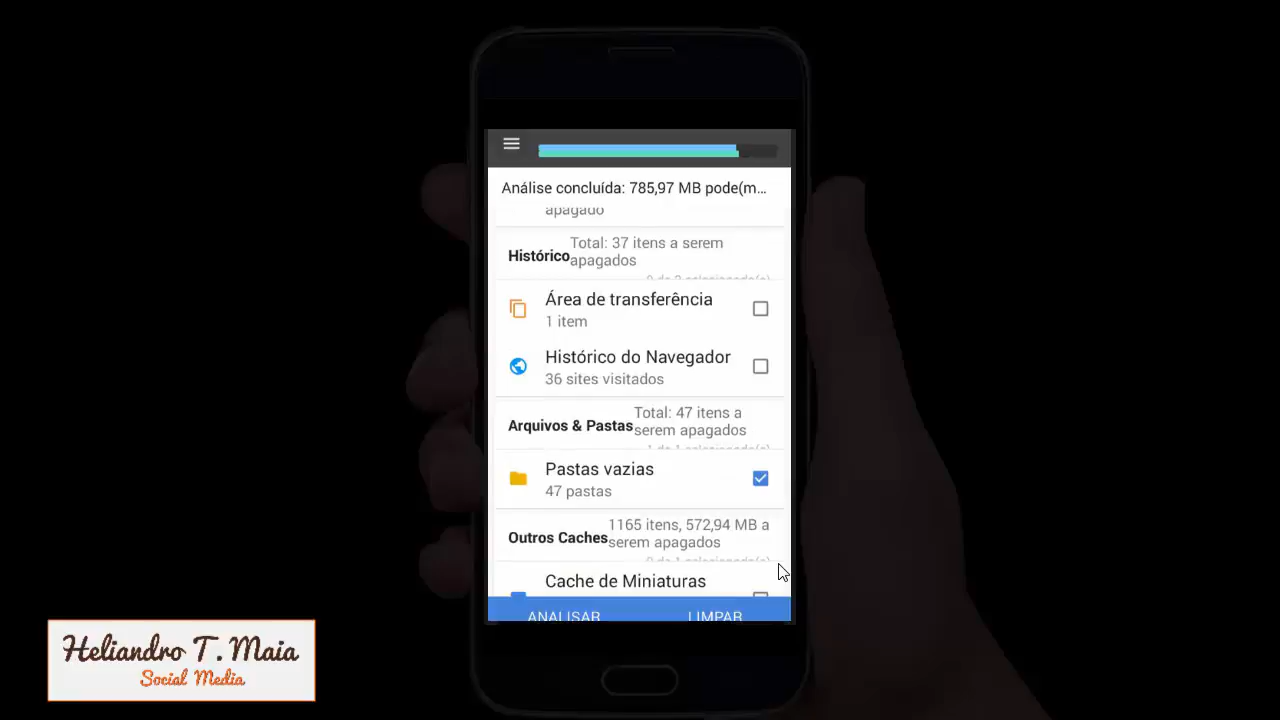 Análise concluída: 785,97 MB pode(m...
apagado
Histórico
Total: 37 itens a serem
apagados
Área de transferência
1 item
Histórico do Navegador
36 sites visitados
Arquivos & Pastas
Total: 47 itens a
serem apagados
Pastas vazias
47 pastas
Outros Caches
1165 itens, 572,94 MB a
serem apagados
Cache de Miniaturas
ANALISAR
LIMPAR
Heliandro T. Maia
Social Media